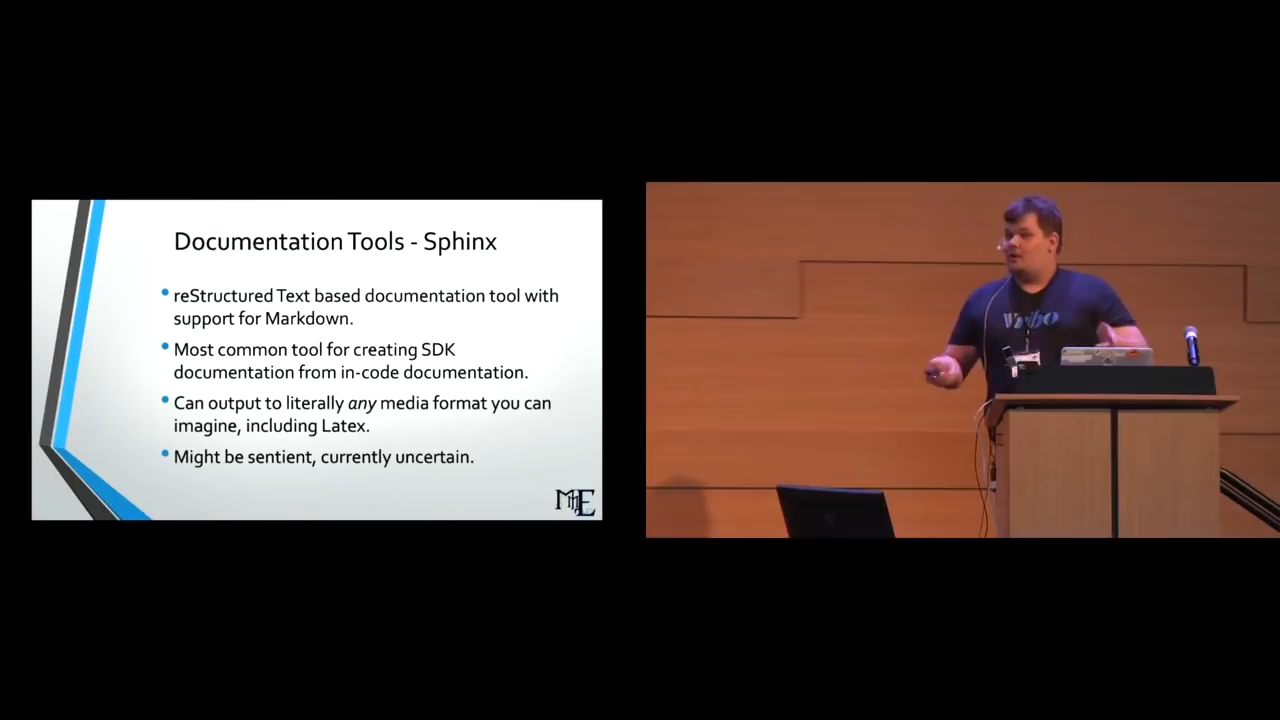 Documentation Tools - Sphinx
reStructured Text based documentation tool with
support for Markdown.
Most common tool for creating SDK
documentation from in-code documentation.
Can output to literally any media format you can
imagine, including Latex.
Might be sentient, currently uncertain.